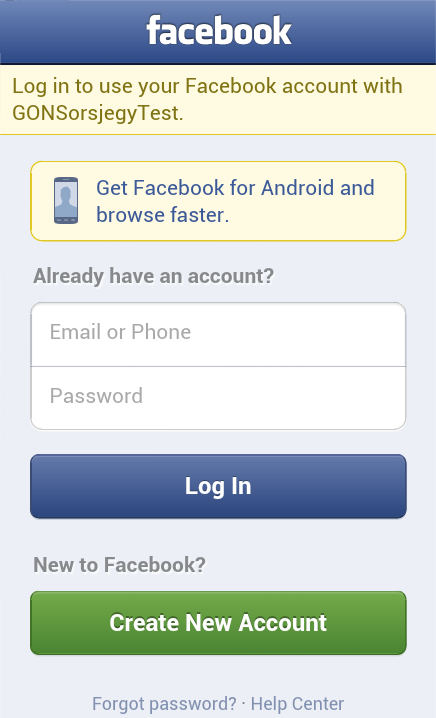 facebook
Log in to use your Facebook account with
GONSorsjegyTest.
Get Facebook for Android and
browse faster.
Already have an account?
Email or Phone
Password
Log In
New to Facebook?
Create New Account
Forgot password? · Help Center